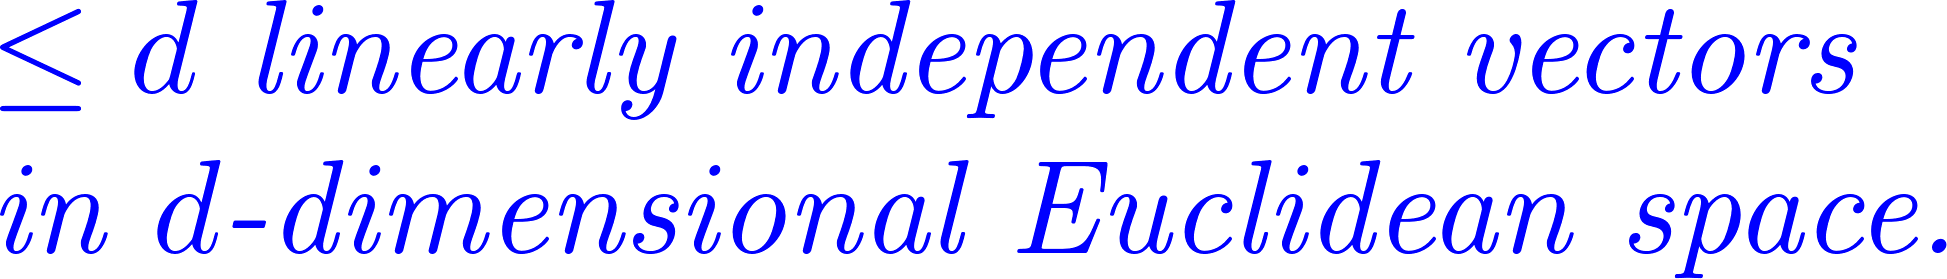 ≤ d linearly independent vectors
in d-dimensional Euclidean space.